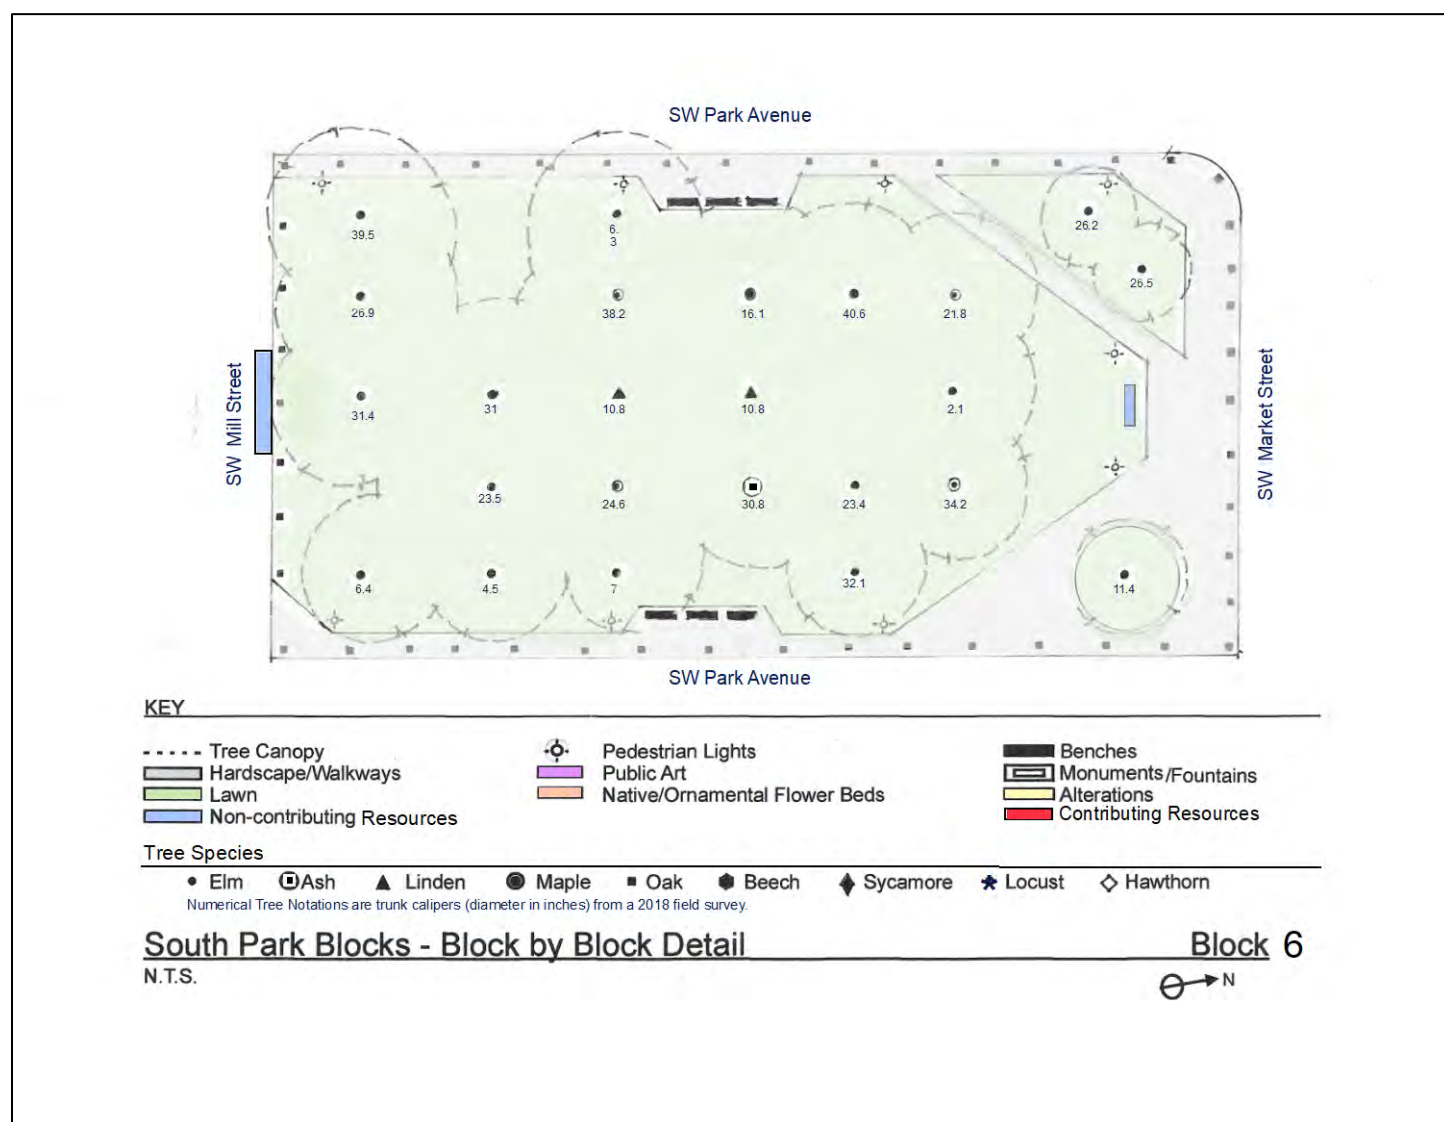 SW Park Avenue
39.5
6.
3
26.2
26.5
26.9
38.2
16.1
40.6
21.8
SW Mill Street
SW Market Street
31.4
31
10.8
10.8
2.1
23.5
24.6
30.8
23.4
34.2
6.4
4.5
7
32.1
11.4
SW Park Avenue
KEY
Tree Canopy
Pedestrian Lights
Benches
Hardscape/Walkways
Public Art
Monuments/Fountains
Lawn
Native/Ornamental Flower Beds
Alterations
Non-contributing Resources
Contributing Resources
Tree Species
Elm
Ash
Linden
Maple
Oak
Beech
Sycamore
Locust
Hawthorn
Numerical Tree Notations are trunk calipers (diameter in inches) from a 2018 field survey.
South Park Blocks - Block by Block Detail
Block 6
N.T.S.
N